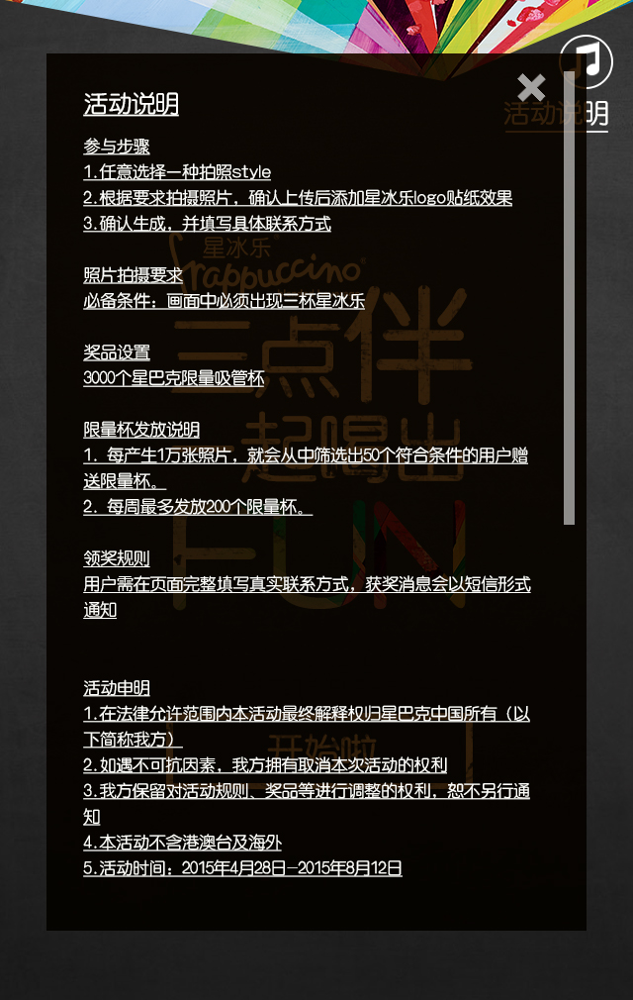 活动说明
活动说明
参与步骤
1.任意选择一种拍照style
2.根据要求拍摄照片，确认上传后添加星冰乐logo贴纸效果
3.确认生成，并填写具体联系方式
星冰乐
frappuccino
照片拍摄要求
必备条件：画面中必须出现三杯星冰乐
三点伴
奖品设置
3000个星巴克限量吸管杯
一起喝出
限量杯发放说明
1. 每产生1万张照片，就会从中筛选出50个符合条件的用户赠
送限量杯。
2. 每周最多发放200个限量杯。
FUN
领奖规则
用户需在页面完整填写真实联系方式，获奖消息会以短信形式
通知
活动申明
1.在法律允许范围内本活动最终解释权归星巴克中国所有（以
下简称我方）
开始啦
2.如遇不可抗因素，我方拥有取消本次活动的权利
3.我方保留对活动规则、奖品等进行调整的权利，恕不另行通
知
4.本活动不含港澳台及海外
5.活动时间：2015年4月28日-2015年8月12日